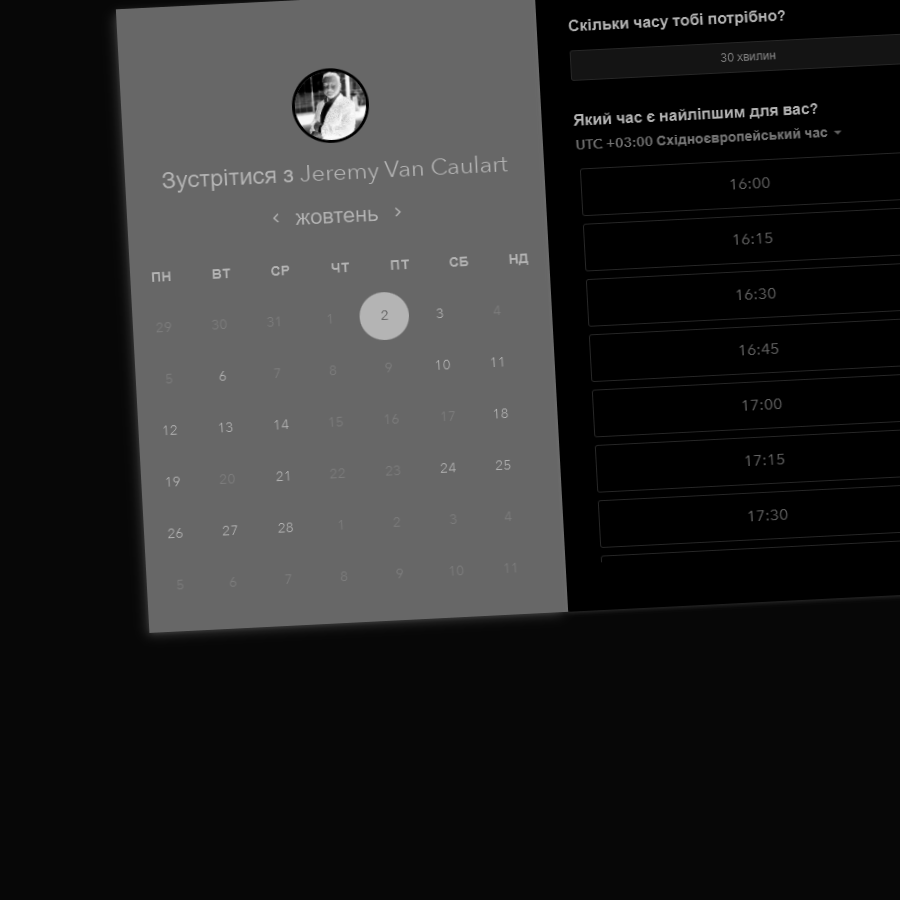 Зустрітися з Jeremy Van Caulart
жовтень
ПН ВТ СР ЧТ ПТ СБ НД
29 30 31 1 2 3 4
5 6 7 8 9 10 11
12 13 14 15 16 17 18
19 20 21 22 23 24 25
26 27 28 1 2 3 4
5 6 7 8 9 10 11
Скільки часу тобі потрібно?
30 хвилин
Який час є найліпшим для вас?
UTC +03:00 Східноєвропейський час
16:00
16:15
16:30
16:45
17:00
17:15
17:30